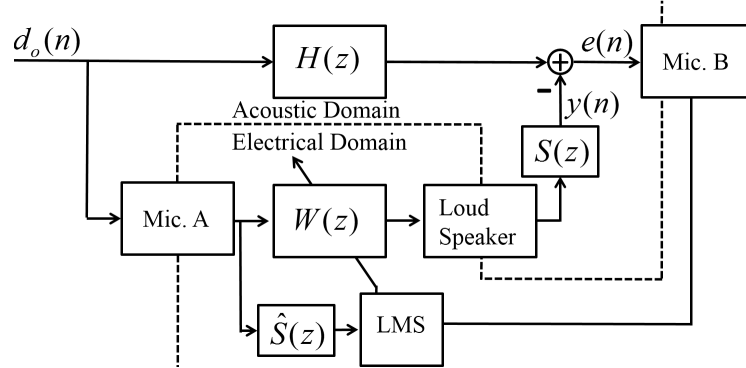 d_o(n)
H(z)
e(n)
Mic. B
y(n)
Acoustic Domain
Electrical Domain
S(z)
Mic. A
W(z)
Loud
Speaker
Ŝ(z)
LMS